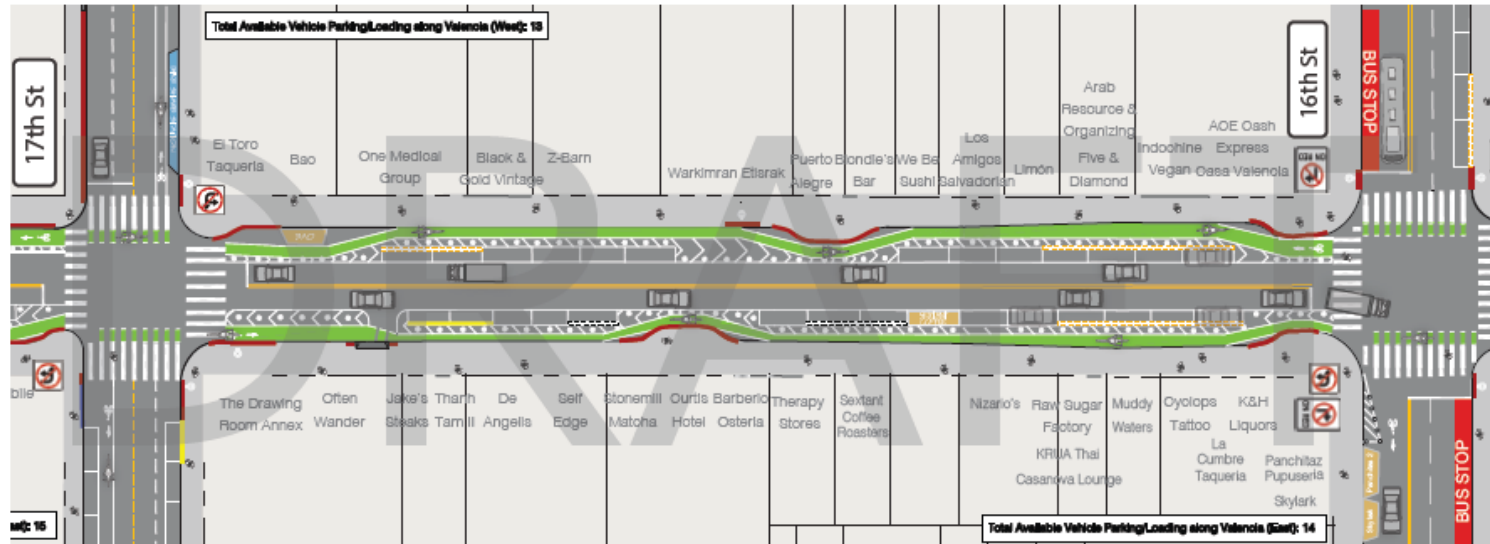 Total Available Vehicle Parking/Loading along Valencia (West): 13
17th St
16th St
BUS STOP
El Toro
Taqueria
Bao
One Medical
Group
Black &
Gold Vintage
Z-Barn
Warkimran Etisrak
Puerto
Alegre
Blondie's
Bar
We Be
Sushi
Los
Amigos
Salvadorian
Limón
Arab
Resource &
Organizing
Five &
Diamond
Indochine
Vegan
AOE Cash
Express
Casa Valencia
ON RED
DRAFT
The Drawing
Room Annex
Often
Wander
Jake's
Steaks
Thanh
Tamill
De
Angelis
Self
Edge
Stonemill
Matcha
Curtis
Hotel
Barberio
Osteria
Therapy
Stores
Sextant
Coffee
Roasters
Nizario's
Raw Sugar
Factory
KRUA Thai
Casanova Lounge
Muddy
Waters
Cyclops
Tattoo
La
Cumbre
Taqueria
K&H
Liquors
Panchitaz
Pupuseria
Skylark
BUS STOP
Total Available Vehicle Parking/Loading along Valencia (East): 14